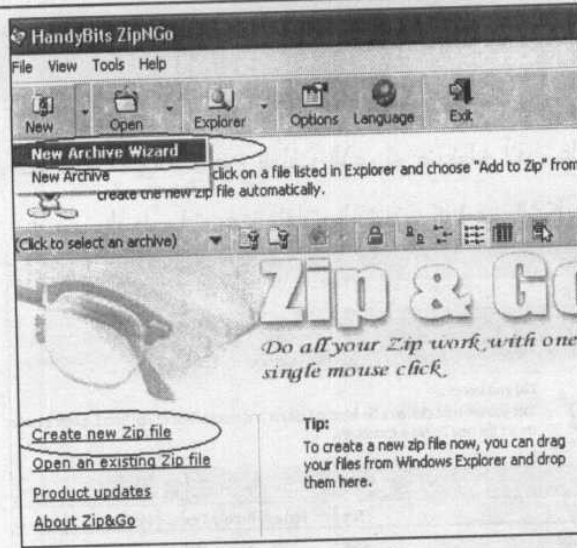 HandyBits ZipNGo
File View Tools Help
New Open Explorer Options Language Exit
New Archive Wizard
New Archive
click on a file listed in Explorer and choose "Add to Zip" from
create the new zip file automatically.
(Click to select an archive)
Zip & Go
Do all your Zip work with one
single mouse click.
Create new Zip file
Open an existing Zip file
Product updates
About Zip&Go
Tip:
To create a new zip file now, you can drag
your files from Windows Explorer and drop
them here.